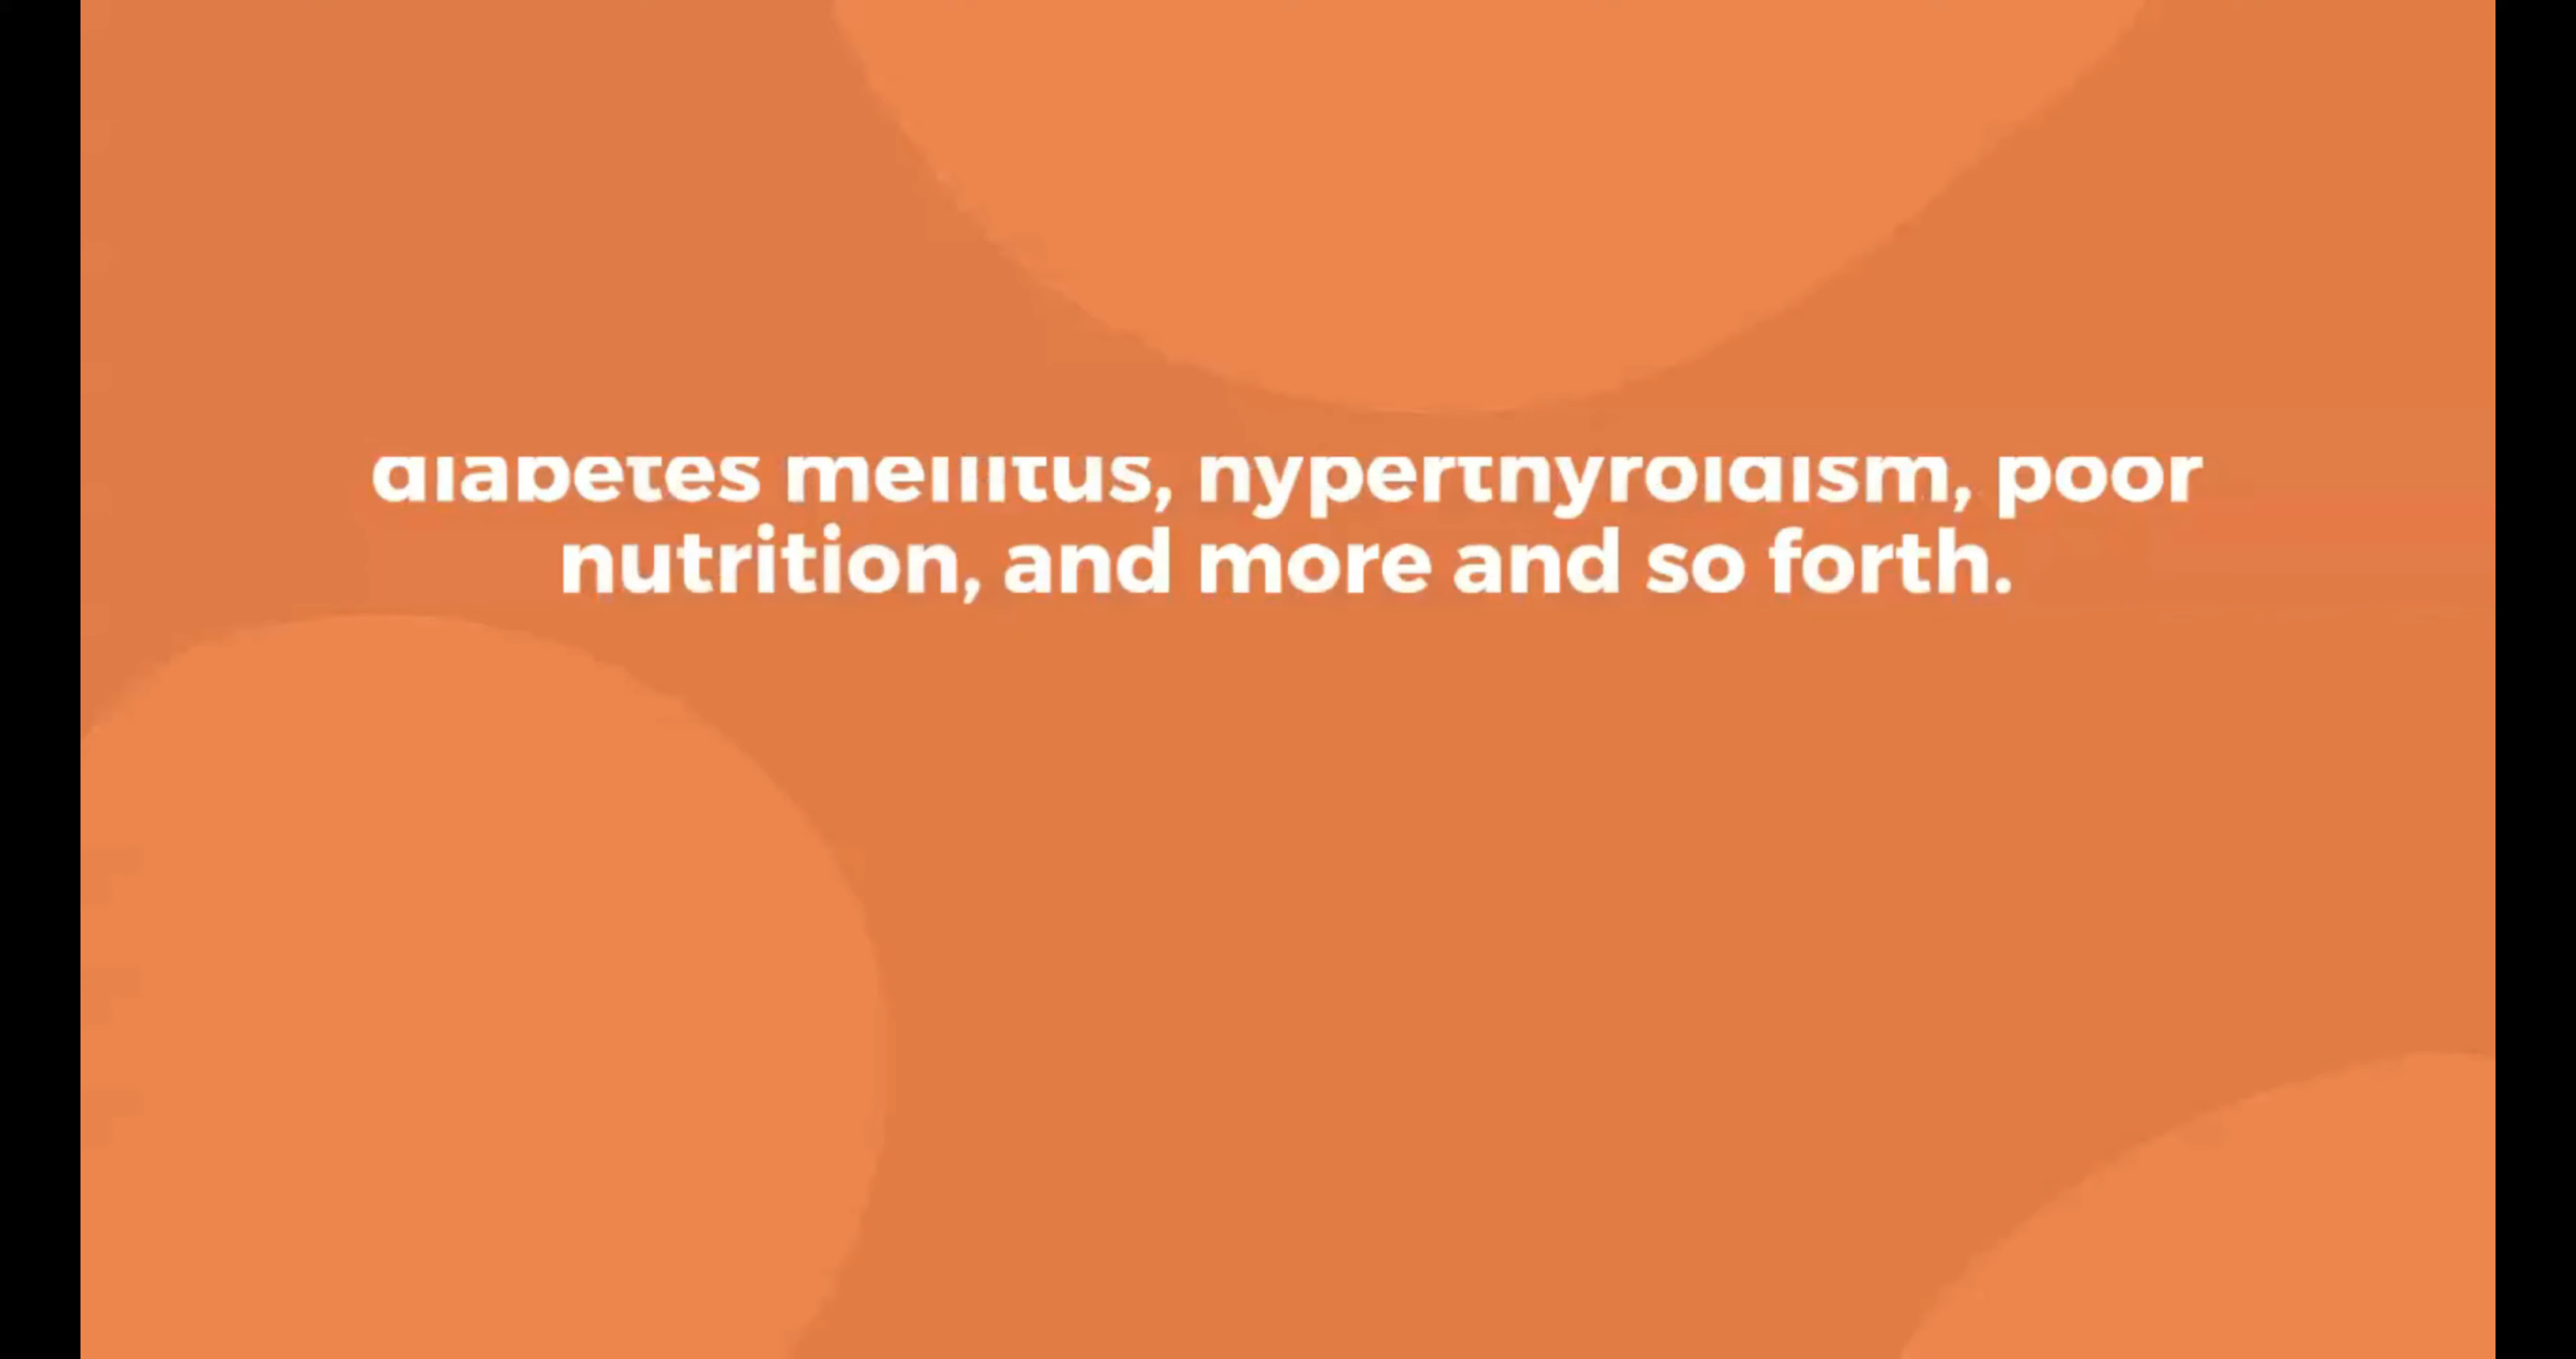 diabetes mellitus, hyperthyroidism, poor
nutrition, and more and so forth.